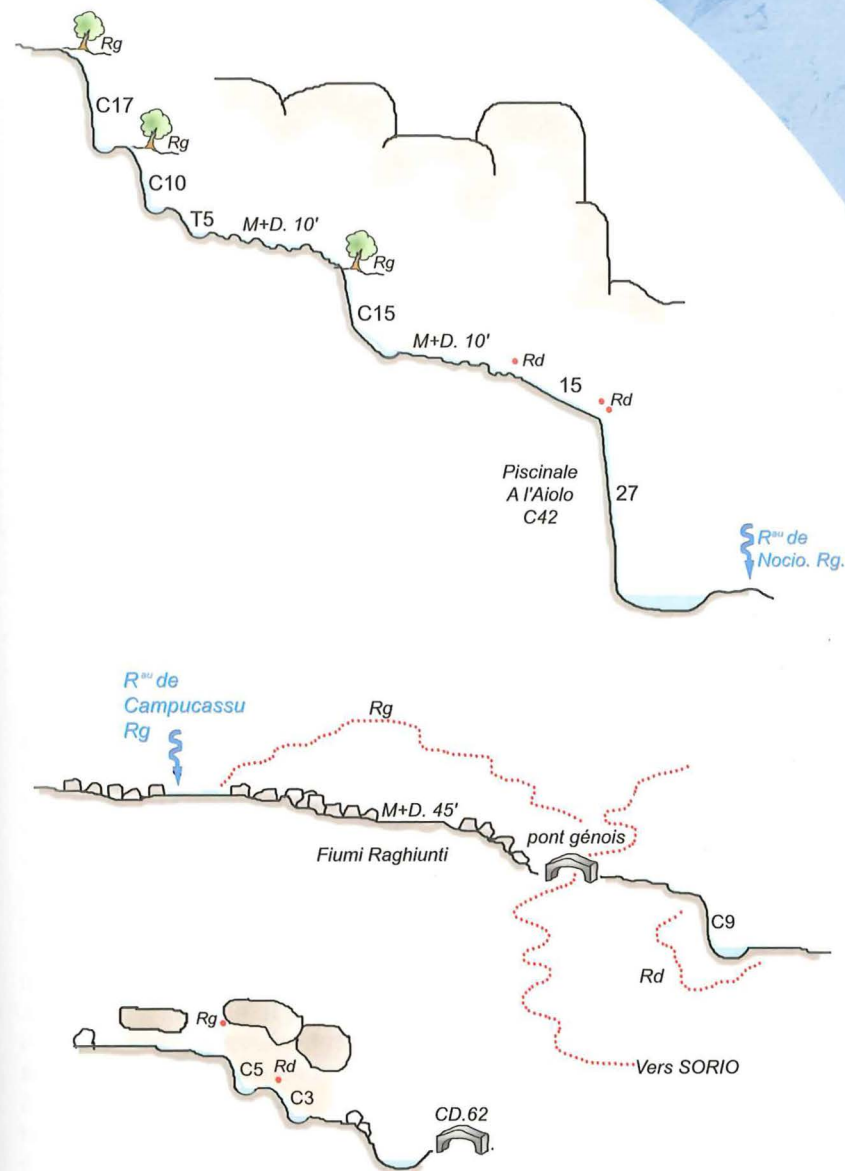 Rg
C17
Rg
C10
T5
M+D. 10'
Rg
C15
M+D. 10'
Rd
15
Rd
Piscinale
A l'Aiolo
C42
27
Rau de
Nocio. Rg.
Rau de
Campucassu
Rg
Rg
M+D. 45'
Fiumi Raghiunti
pont génois
C9
Rd
Rg
C5
Rd
C3
Vers SORIO
CD.62